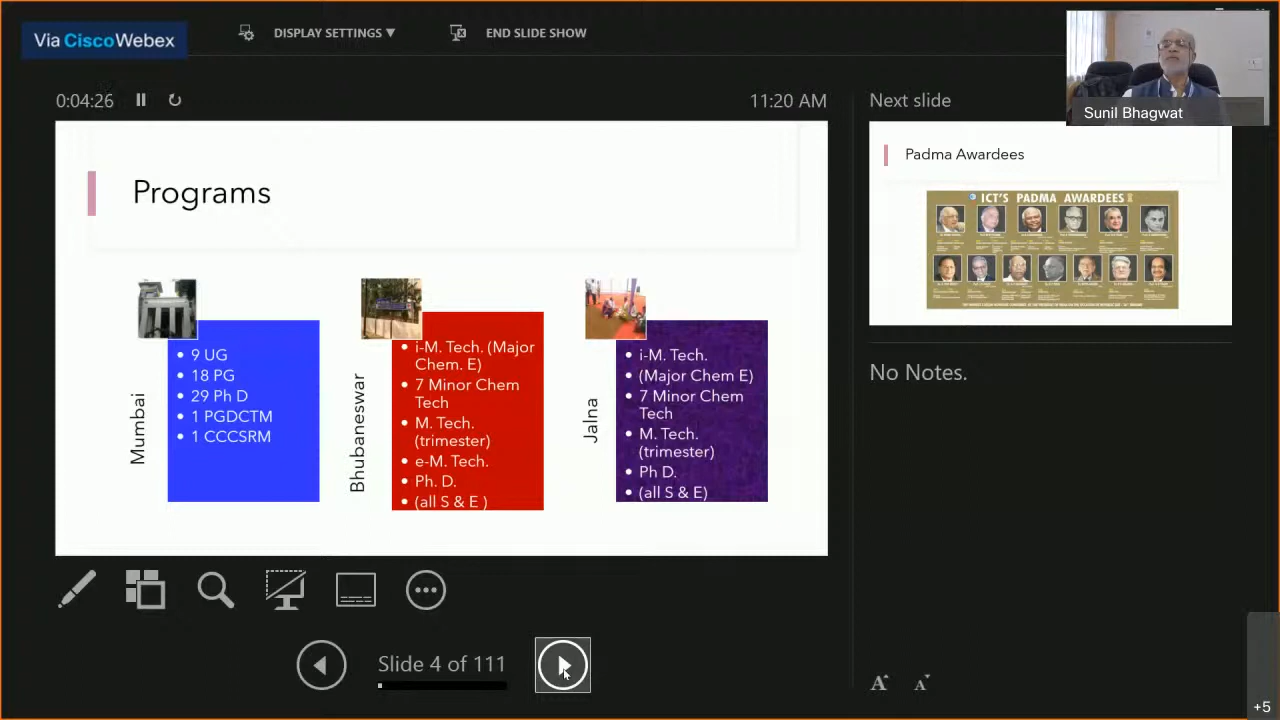 Via Cisco Webex
DISPLAY SETTINGS ▼
END SLIDE SHOW
Sunil Bhagwat
0:04:26
11:20 AM
Next slide
Programs
Mumbai
• 9 UG
• 18 PG
• 29 Ph D
• 1 PGDCTM
• 1 CCCSRM
Bhubaneswar
• i-M. Tech. (Major
Chem. E)
• 7 Minor Chem
Tech
• M. Tech.
(trimester)
• e-M. Tech.
• Ph. D.
• (all S & E )
Jalna
• i-M. Tech.
• (Major Chem E)
• 7 Minor Chem
Tech
• M. Tech.
(trimester)
• Ph D.
• (all S & E)
Padma Awardees
ICT'S PADMA AWARDEES
No Notes.
Slide 4 of 111
A A
+5